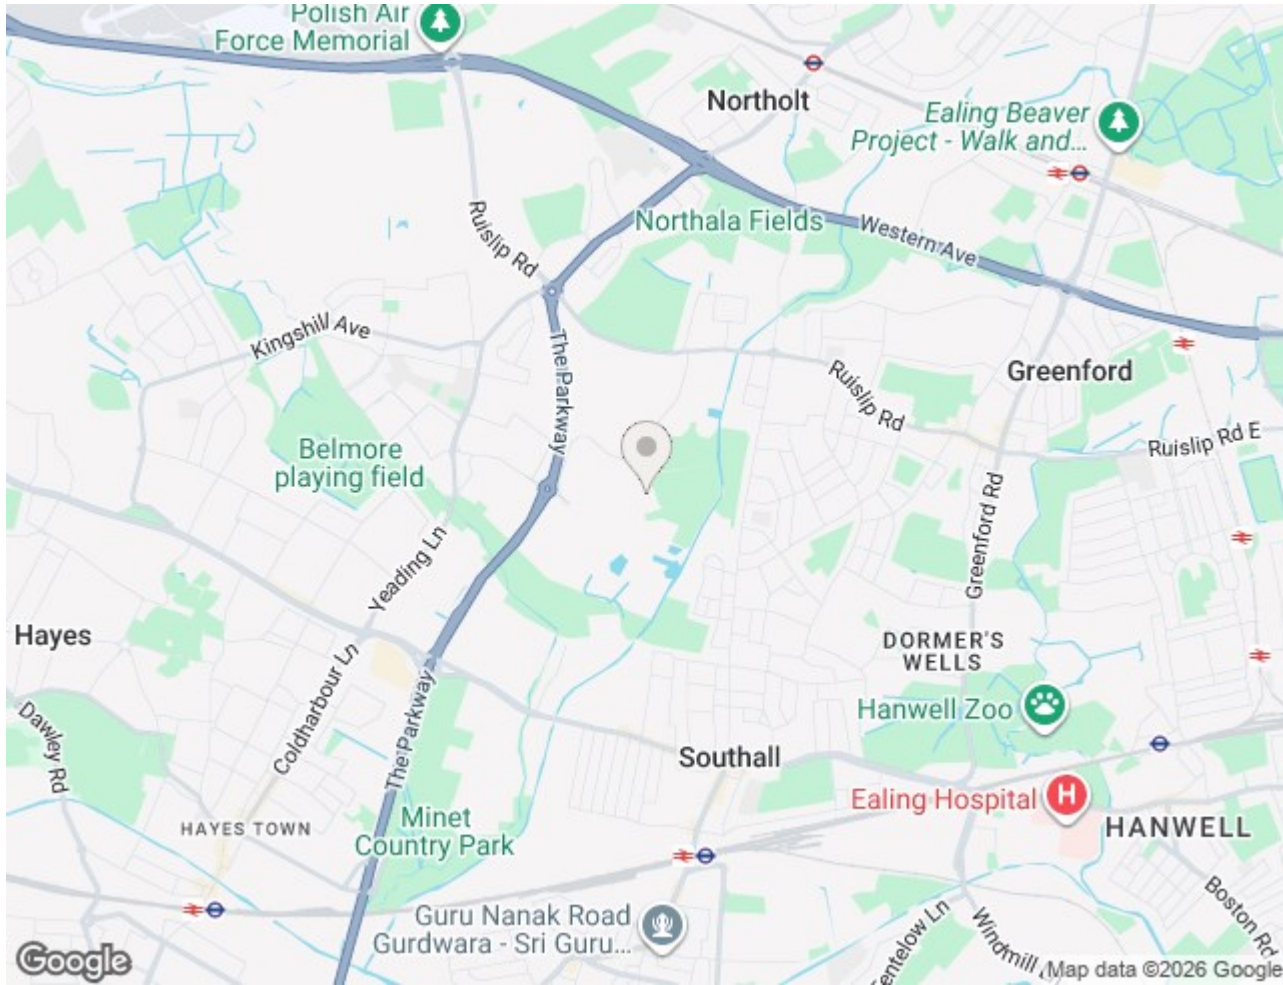 Polish Air
Force Memorial
Northolt
Ealing Beaver
Project - Walk and...
Ruislip Rd
Northala Fields
Western Ave
Kingshill Ave
The Parkway
Greenford
Ruislip Rd
Ruislip Rd E
Belmore
playing field
Greenford Rd
Yeading Ln
Hayes
DORMER'S
WELLS
Coldharbour Ln
The Parkway
Hanwell Zoo
Dawley Rd
Southall
Ealing Hospital
H
HANWELL
Minet
Country Park
HAYES TOWN
Guru Nanak Road
Gurdwara - Sri Guru...
Boston Rd
Windmill
Google
Map data ©2026 Google